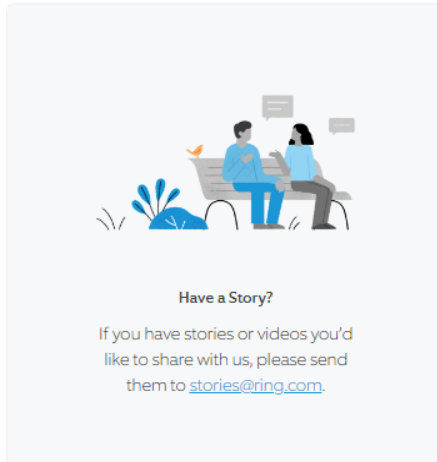 Have a Story?
If you have stories or videos you’d
like to share with us, please send
them to stories@ring.com.